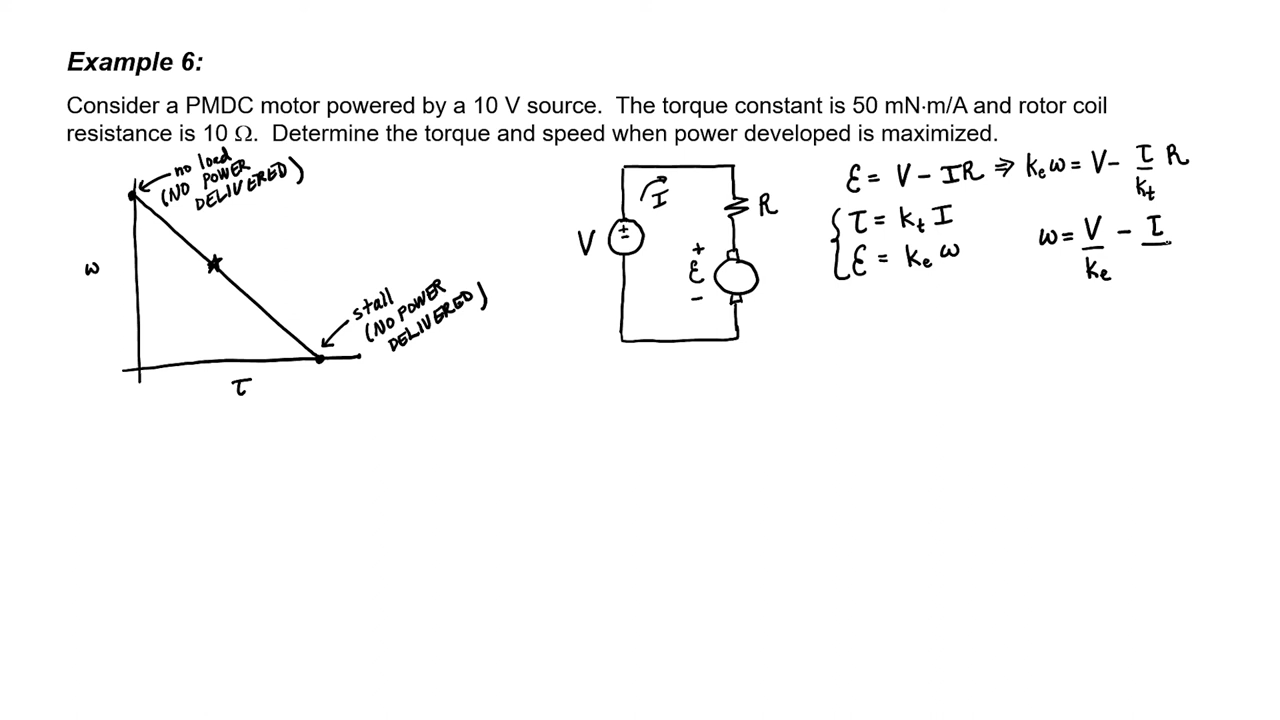 Example 6:
Consider a PMDC motor powered by a 10 V source. The torque constant is 50 mN·m/A and rotor coil
resistance is 10 Ω. Determine the torque and speed when power developed is maximized.
no load
(NO POWER
DELIVERED)
ω
stall
(NO POWER
DELIVERED)
τ
I
V
+
−
R
+
ε
−
ε = V − IR ⇒ kₑω = V − τ/kₜ R
{ τ = kₜ I
ε = kₑ ω
ω = V/kₑ − I